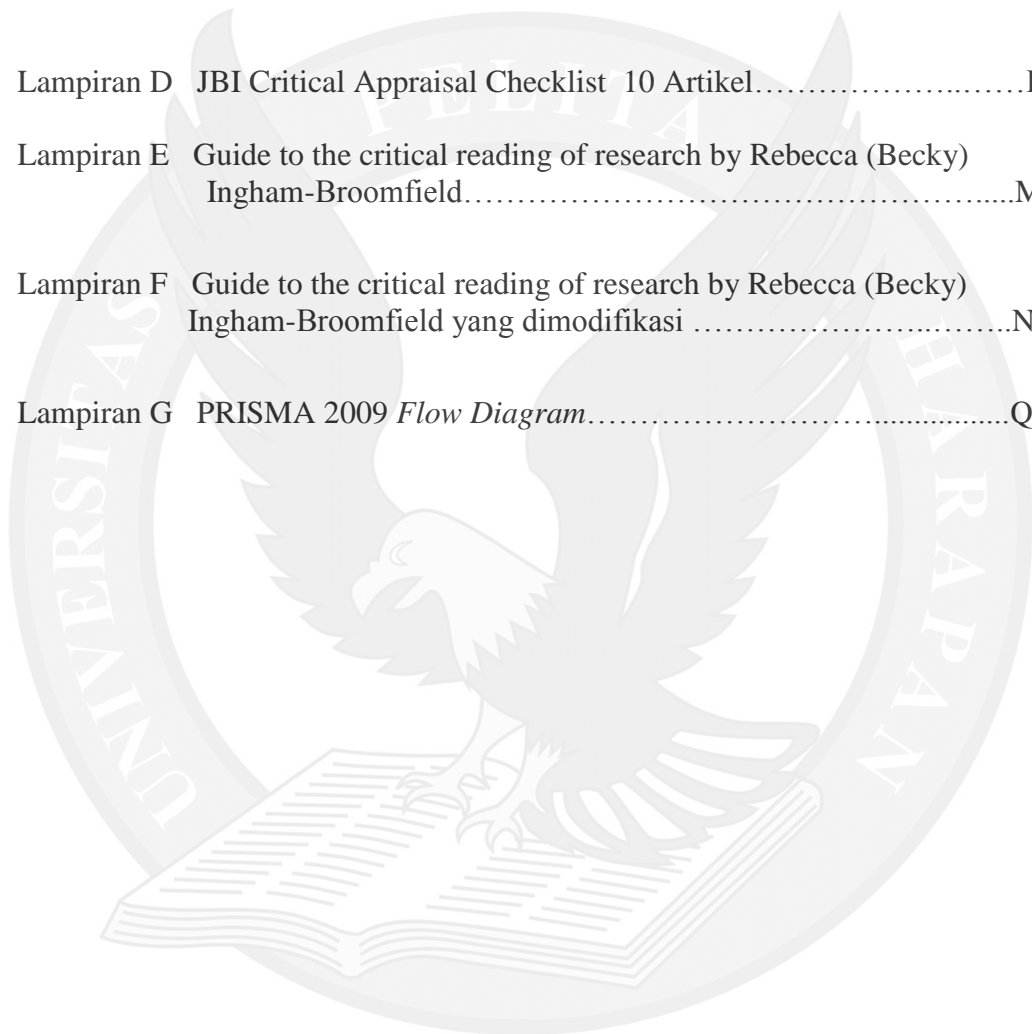 Lampiran D JBI Critical Appraisal Checklist 10 Artikel……………….……
Lampiran E Guide to the critical reading of research by Rebecca (Becky)
Ingham-Broomfield…………………………………………….....M
Lampiran F Guide to the critical reading of research by Rebecca (Becky)
Ingham-Broomfield yang dimodifikasi …………………..……..N
Lampiran G PRISMA 2009 Flow Diagram………………………..................Q
UNIVERSITAS PELITA HARAPAN